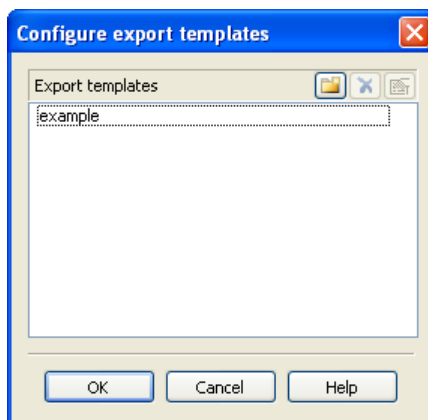 Configure export templates
Export templates
example
OK
Cancel
Help